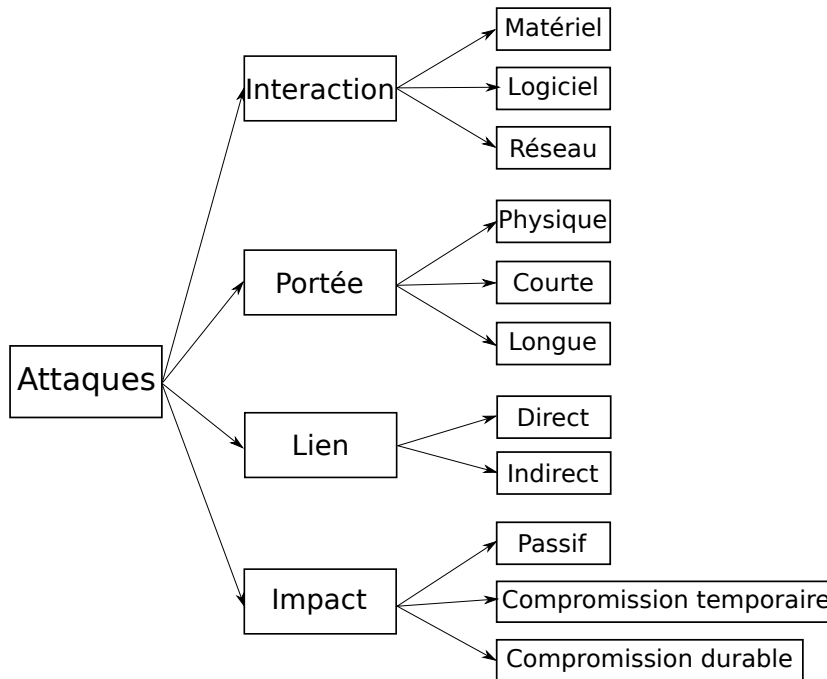 Attaques
Interaction
Matériel
Logiciel
Réseau
Portée
Physique
Courte
Longue
Lien
Direct
Indirect
Impact
Passif
Compromission temporaire
Compromission durable